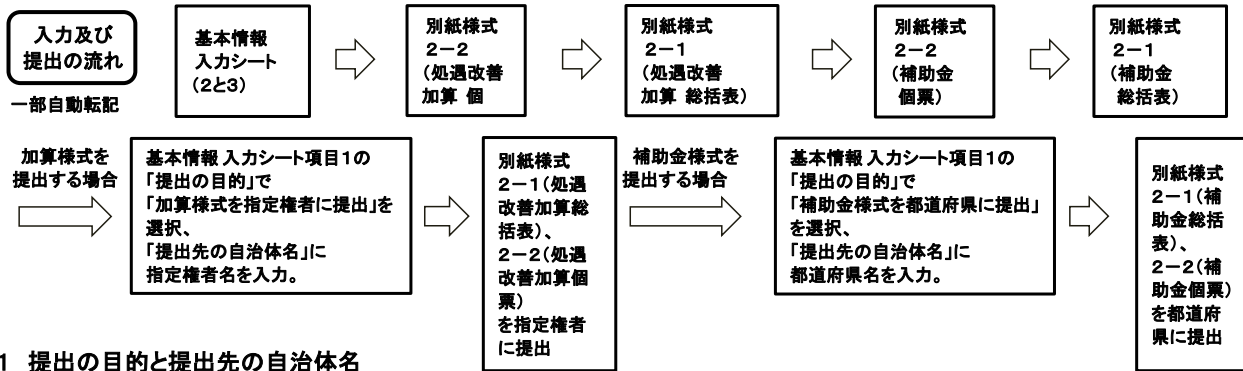 入力及び
提出の流れ
一部自動転記
基本情報
入力シート
(2と3)
別紙様式
2-2
(処遇改善
加算 個
別紙様式
2-1
(処遇改善
加算 総括表)
別紙様式
2-2
(補助金
個票)
別紙様式
2-1
(補助金
総括表)
加算様式を
提出する場合
基本情報 入力シート項目1の
「提出の目的」で
「加算様式を指定権者に提出」を
選択、
「提出先の自治体名」に
指定権者名を入力。
別紙様式
2-1(処遇
改善加算総
括表)、
2-2(処遇
改善加算個
票)
を指定権者
に提出
補助金様式を
提出する場合
基本情報 入力シート項目1の
「提出の目的」で
「補助金様式を都道府県に提出」
を選択、
「提出先の自治体名」に
都道府県名を入力。
別紙様式
2-1(補
助金総括
表)、
2-2(補
助金個票)
を都道府
県に提出
1 提出の目的と提出先の自治体名